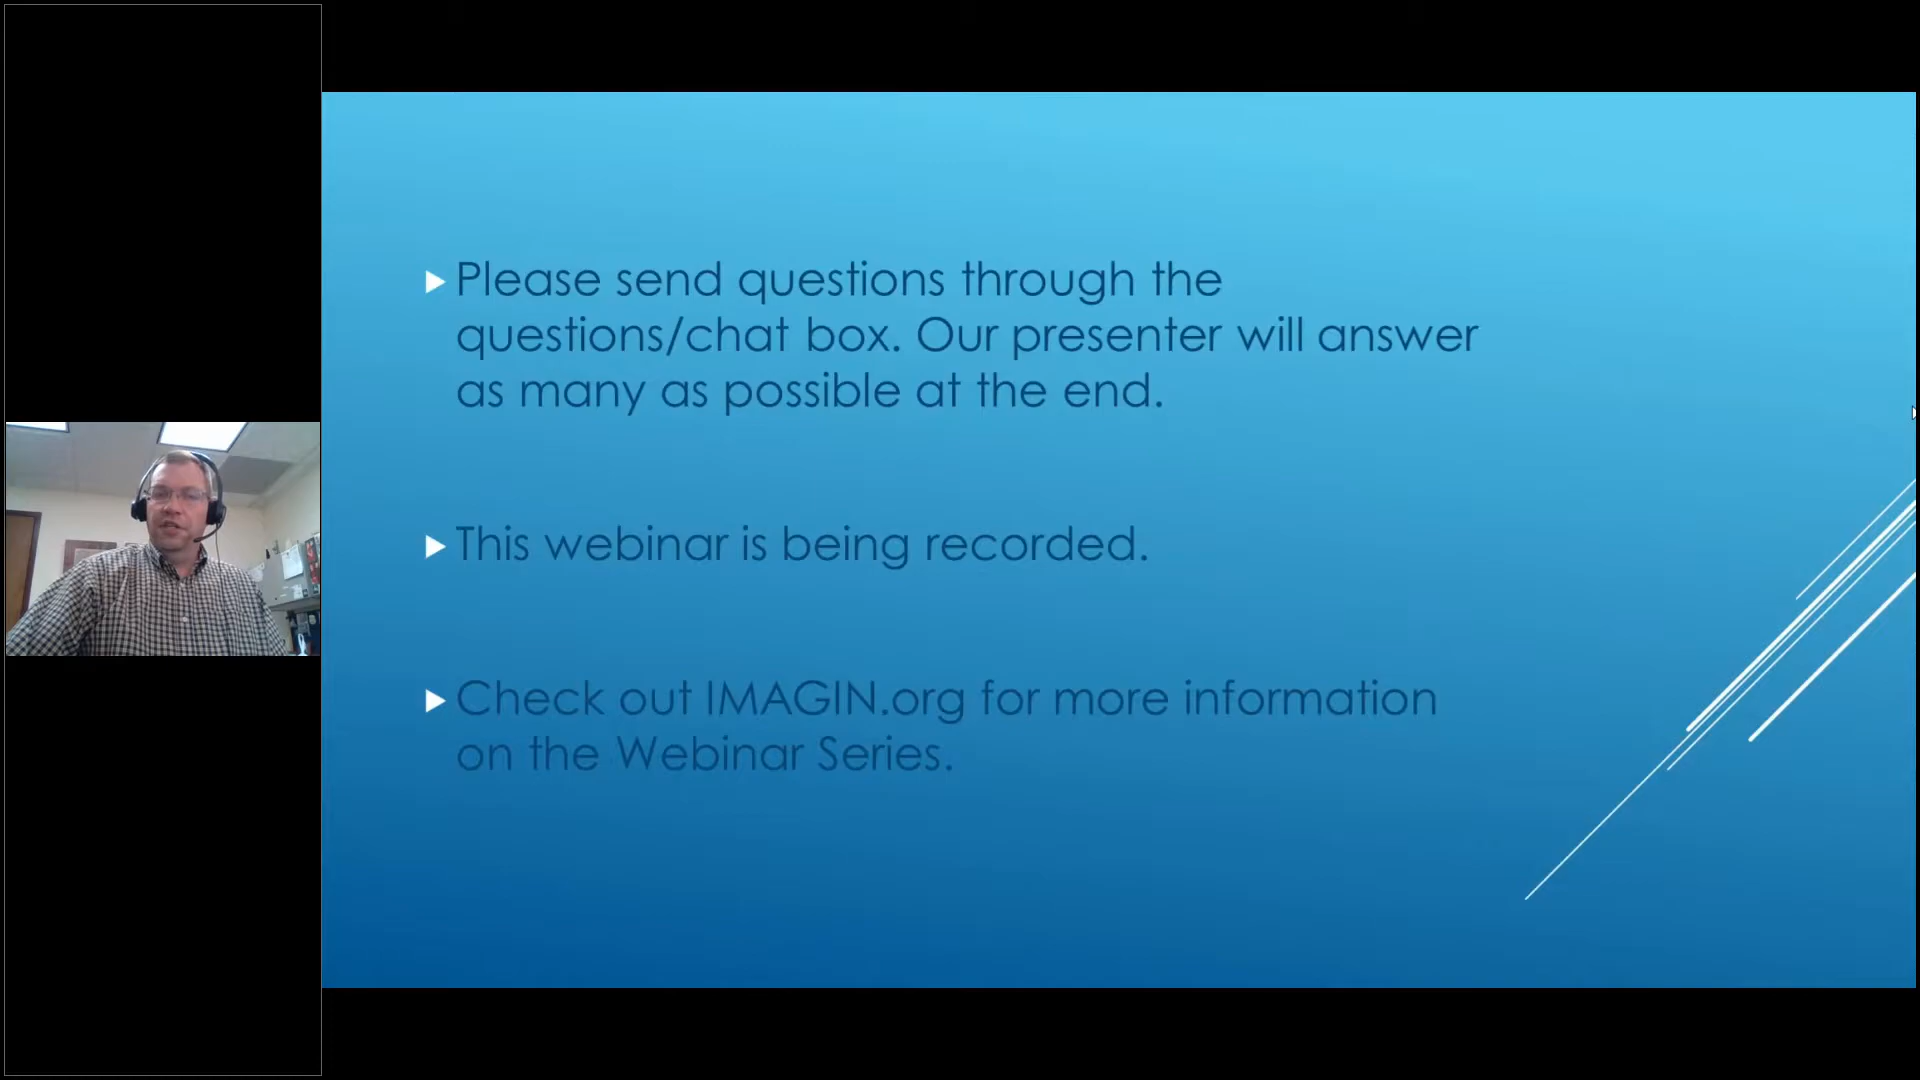 Please send questions through the
questions/chat box. Our presenter will answer
as many as possible at the end.
This webinar is being recorded.
Check out IMAGIN.org for more information
on the Webinar Series.